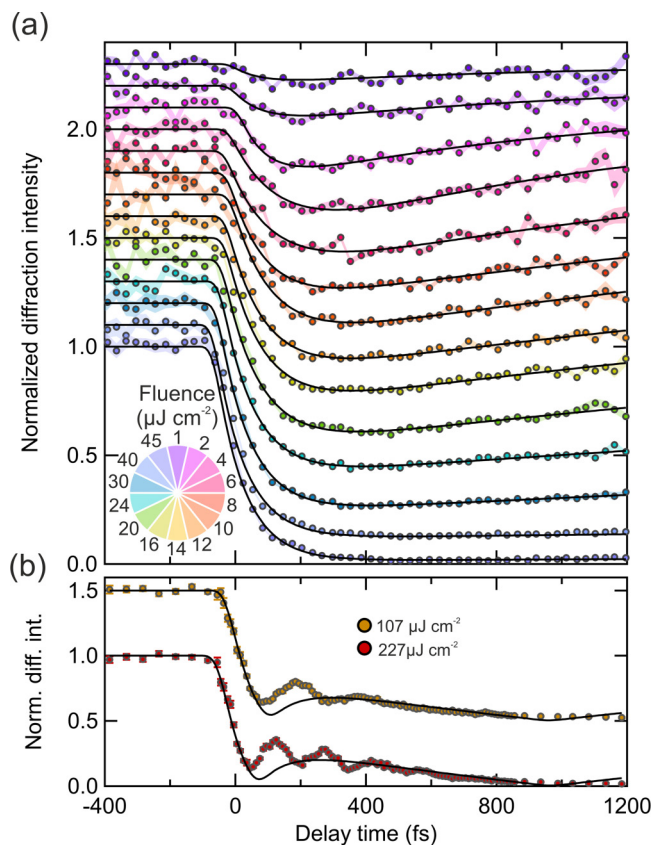 (a)
Normalized diffraction intensity
2.0
1.5
1.0
0.5
0.0
Fluence
(μJ cm⁻²)
45 1 2
40 4
30 6
24 8
20 10
16 14 12
(b)
Norm. diff. int.
1.5
1.0
0.5
0.0
107 μJ cm⁻²
227μJ cm⁻²
-400 0 400 800 1200
Delay time (fs)